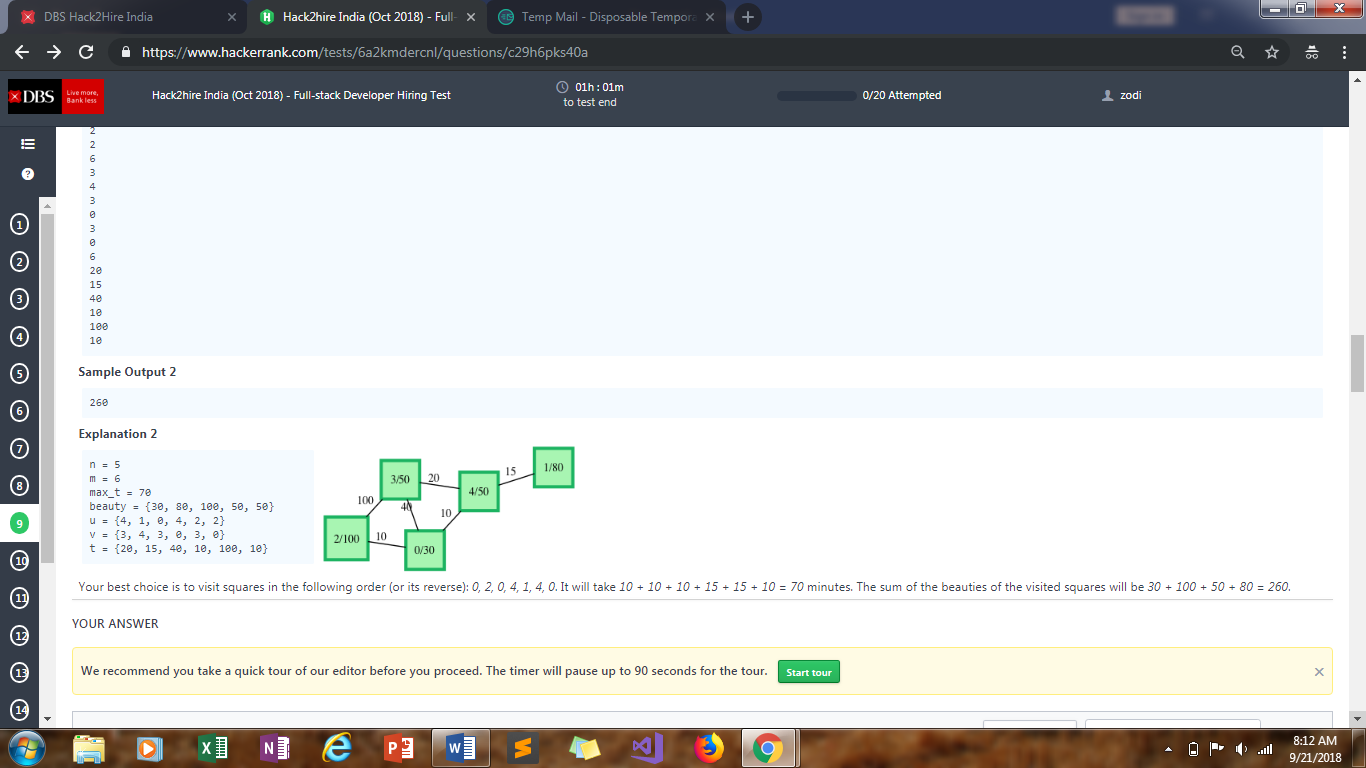 DBS Hack2Hire India
Hack2hire India (Oct 2018) - Full-
Temp Mail - Disposable Tempora
https://www.hackerrank.com/tests/6a2kmdercnl/questions/c29h6pks40a
DBS
Live more,
Bank less
Hack2hire India (Oct 2018) - Full-stack Developer Hiring Test
01h : 01m
to test end
0/20 Attempted
zodi
1
2
3
4
5
6
7
8
9
10
11
12
13
14
2
2
6
3
4
3
0
3
0
6
20
15
40
10
100
10
Sample Output 2
260
Explanation 2
n = 5
m = 6
max_t = 70
beauty = {30, 80, 100, 50, 50}
u = {4, 1, 0, 4, 2, 2}
v = {3, 4, 3, 0, 3, 0}
t = {20, 15, 40, 10, 100, 10}
1/80
15
3/50
20
4/50
100
40
10
2/100
10
0/30
Your best choice is to visit squares in the following order (or its reverse): 0, 2, 0, 4, 1, 4, 0. It will take 10 + 10 + 10 + 15 + 15 + 10 = 70 minutes. The sum of the beauties of the visited squares will be 30 + 100 + 50 + 80 = 260.
YOUR ANSWER
We recommend you take a quick tour of our editor before you proceed. The timer will pause up to 90 seconds for the tour.
Start tour
8:12 AM
9/21/2018